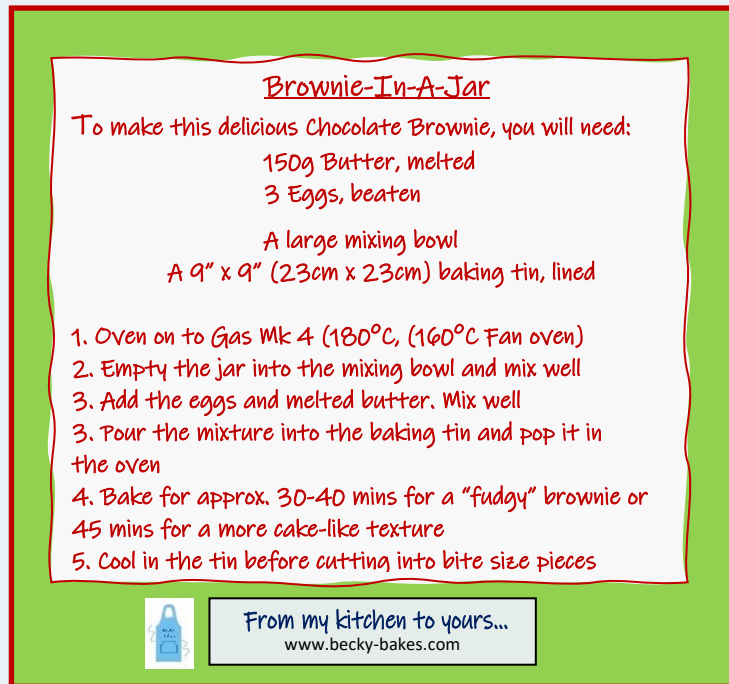 Brownie-In-A-Jar
To make this delicious Chocolate Brownie, you will need:
150g Butter, melted
3 Eggs, beaten
A large mixing bowl
A 9” x 9” (23cm x 23cm) baking tin, lined
1. Oven on to Gas Mk 4 (180°C, (160°C Fan oven)
2. Empty the jar into the mixing bowl and mix well
3. Add the eggs and melted butter. Mix well
3. Pour the mixture into the baking tin and pop it in
the oven
4. Bake for approx. 30-40 mins for a “fudgy” brownie or
45 mins for a more cake-like texture
5. Cool in the tin before cutting into bite size pieces
From my kitchen to yours...
www.becky-bakes.com